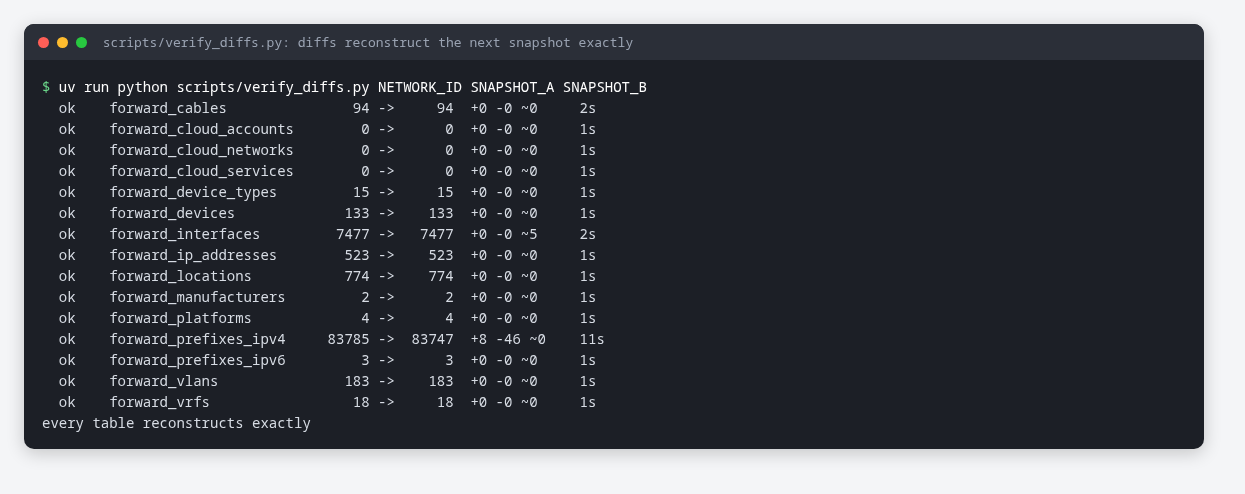 scripts/verify_diffs.py: diffs reconstruct the next snapshot exactly
$ uv run python scripts/verify_diffs.py NETWORK_ID SNAPSHOT_A SNAPSHOT_B
ok forward_cables 94 -> 94 +0 -0 ~0 2s
ok forward_cloud_accounts 0 -> 0 +0 -0 ~0 1s
ok forward_cloud_networks 0 -> 0 +0 -0 ~0 1s
ok forward_cloud_services 0 -> 0 +0 -0 ~0 1s
ok forward_device_types 15 -> 15 +0 -0 ~0 1s
ok forward_devices 133 -> 133 +0 -0 ~0 1s
ok forward_interfaces 7477 -> 7477 +0 -0 ~5 2s
ok forward_ip_addresses 523 -> 523 +0 -0 ~0 1s
ok forward_locations 774 -> 774 +0 -0 ~0 1s
ok forward_manufacturers 2 -> 2 +0 -0 ~0 1s
ok forward_platforms 4 -> 4 +0 -0 ~0 1s
ok forward_prefixes_ipv4 83785 -> 83747 +8 -46 ~0 11s
ok forward_prefixes_ipv6 3 -> 3 +0 -0 ~0 1s
ok forward_vlans 183 -> 183 +0 -0 ~0 1s
ok forward_vrfs 18 -> 18 +0 -0 ~0 1s
every table reconstructs exactly